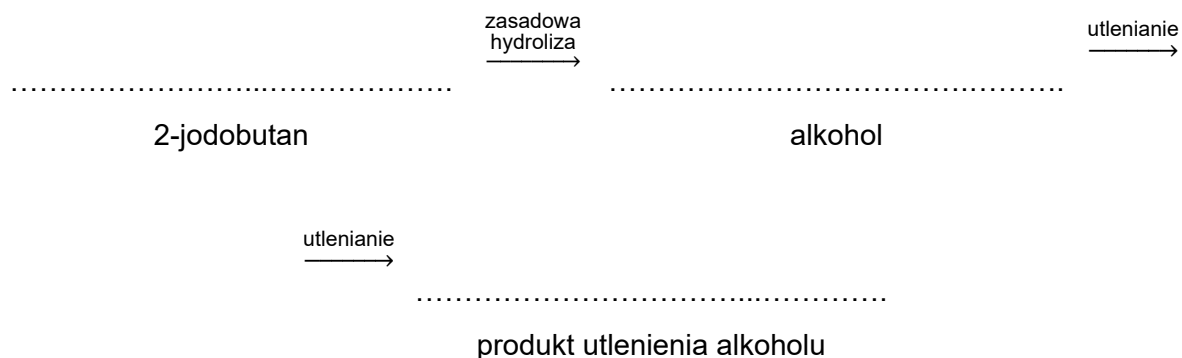 zasadowa
hydroliza
utlenianie
……………………...……………… ……………………………….………
2-jodobutan alkohol
utlenianie
……………………………....…………
produkt utlenienia alkoholu